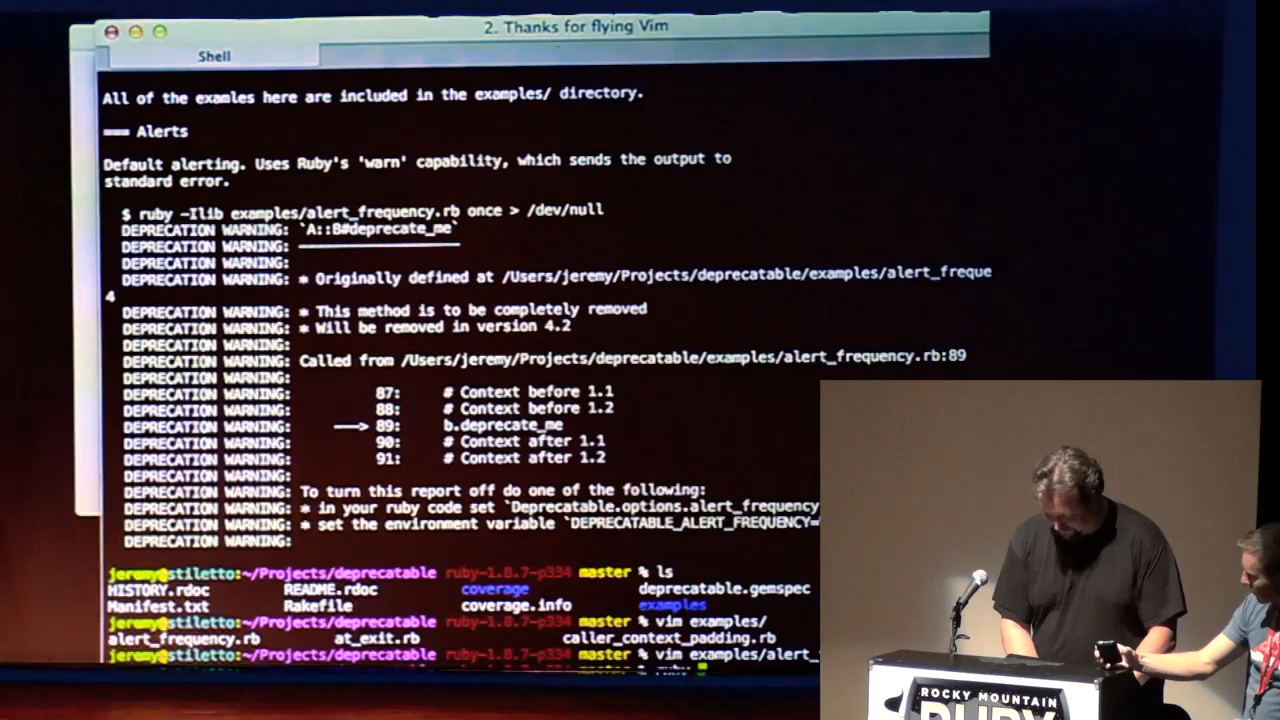 2. Thanks for flying Vim
Shell
All of the examles here are included in the examples/ directory.
=== Alerts
Default alerting. Uses Ruby's 'warn' capability, which sends the output to
standard error.
$ ruby -Ilib examples/alert_frequency.rb once > /dev/null
DEPRECATION WARNING: `A::B#deprecate_me`
DEPRECATION WARNING: -------------------
DEPRECATION WARNING:
DEPRECATION WARNING: * Originally defined at /Users/jeremy/Projects/deprecatable/examples/alert_freque
4
DEPRECATION WARNING: * This method is to be completely removed
DEPRECATION WARNING: * Will be removed in version 4.2
DEPRECATION WARNING:
DEPRECATION WARNING: Called from /Users/jeremy/Projects/deprecatable/examples/alert_frequency.rb:89
DEPRECATION WARNING:
DEPRECATION WARNING: 87: # Context before 1.1
DEPRECATION WARNING: 88: # Context before 1.2
DEPRECATION WARNING: ---> 89: b.deprecate_me
DEPRECATION WARNING: 90: # Context after 1.1
DEPRECATION WARNING: 91: # Context after 1.2
DEPRECATION WARNING:
DEPRECATION WARNING: To turn this report off do one of the following:
DEPRECATION WARNING: * in your ruby code set `Deprecatable.options.alert_frequency
DEPRECATION WARNING: * set the environment variable `DEPRECATABLE_ALERT_FREQUENCY=
DEPRECATION WARNING:
jeremy@stiletto:~/Projects/deprecatable ruby-1.8.7-p334 master % ls
HISTORY.rdoc README.rdoc coverage deprecatable.gemspec
Manifest.txt Rakefile coverage.info examples
jeremy@stiletto:~/Projects/deprecatable ruby-1.8.7-p334 master % vim examples/
alert_frequency.rb at_exit.rb caller_context_padding.rb
jeremy@stiletto:~/Projects/deprecatable ruby-1.8.7-p334 master % vim examples/alert_
ROCKY MOUNTAIN
RUBY